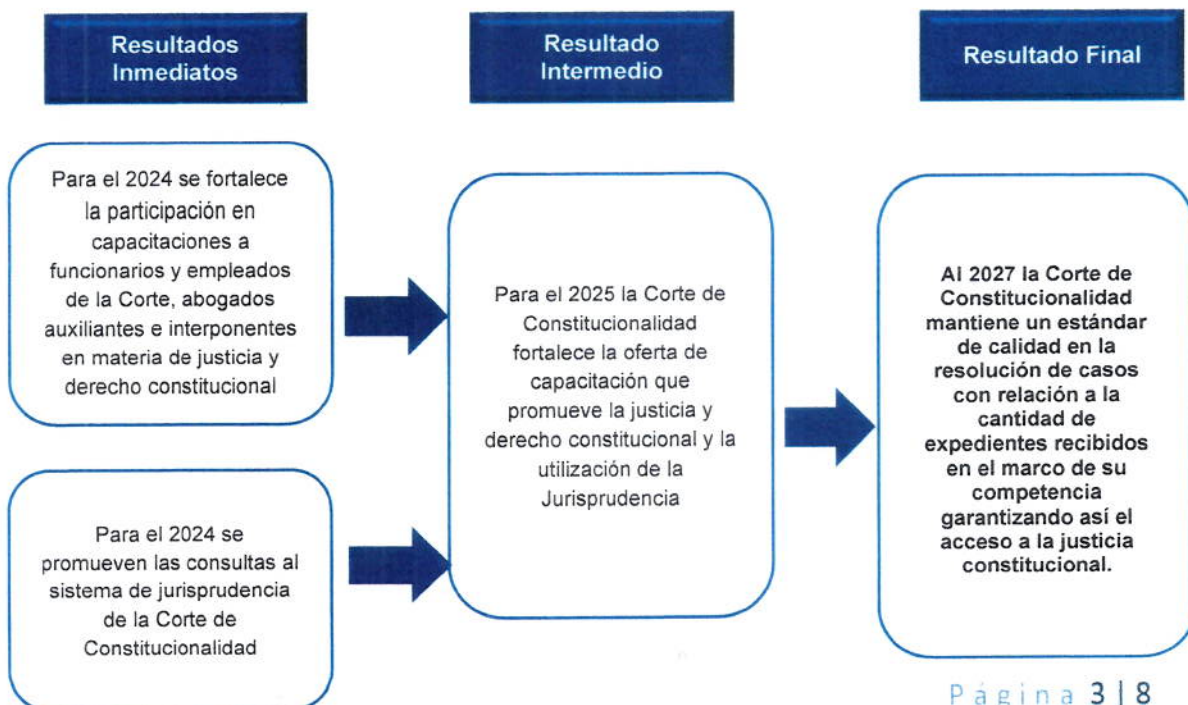 Resultados
Inmediatos
Resultado
Intermedio
Resultado Final
Para el 2024 se fortalece
la participación en
capacitaciones a
funcionarios y empleados
de la Corte, abogados
auxiliantes e interponentes
en materia de justicia y
derecho constitucional
Para el 2024 se
promueven las consultas al
sistema de jurisprudencia
de la Corte de
Constitucionalidad
Para el 2025 la Corte de
Constitucionalidad
fortalece la oferta de
capacitación que
promueve la justicia y
derecho constitucional y la
utilización de la
Jurisprudencia
Al 2027 la Corte de
Constitucionalidad
mantiene un estándar
de calidad en la
resolución de casos
con relación a la
cantidad de
expedientes recibidos
en el marco de su
competencia
garantizando así el
acceso a la justicia
constitucional.
Página 3 | 8